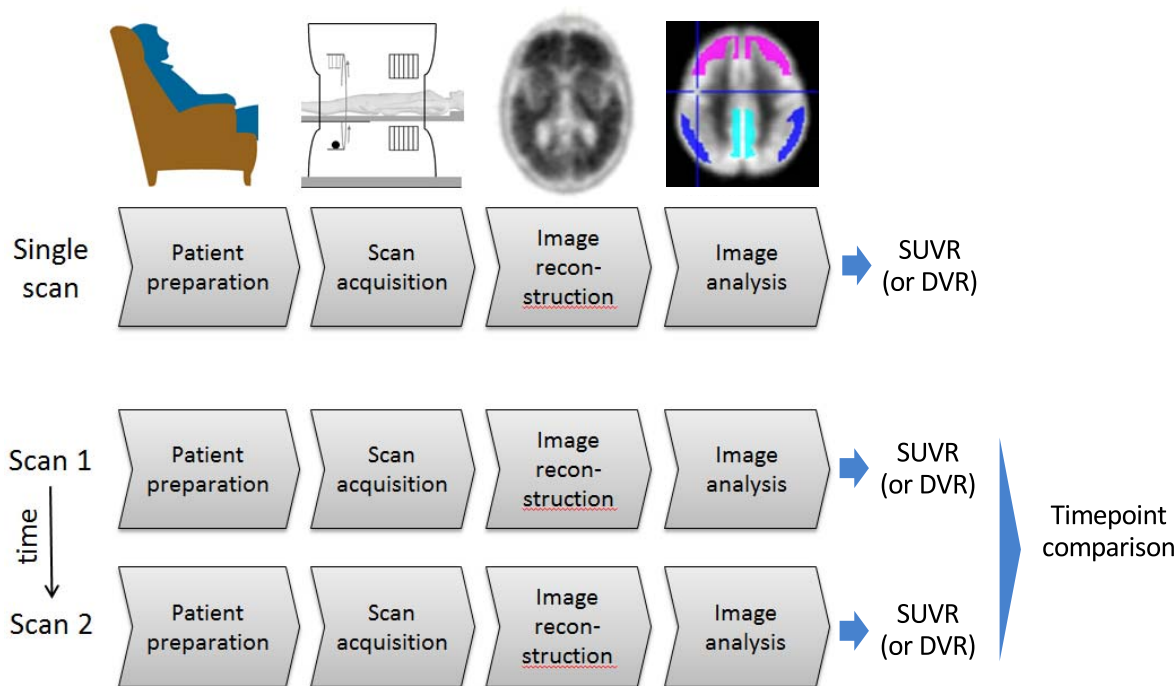 Single
scan
Patient
preparation
Scan
acquisition
Image
recon-
struction
Image
analysis
SUVR
(or DVR)
Scan 1
Patient
preparation
Scan
acquisition
Image
recon-
struction
Image
analysis
SUVR
(or DVR)
time
Timepoint
comparison
Scan 2
Patient
preparation
Scan
acquisition
Image
recon-
struction
Image
analysis
SUVR
(or DVR)